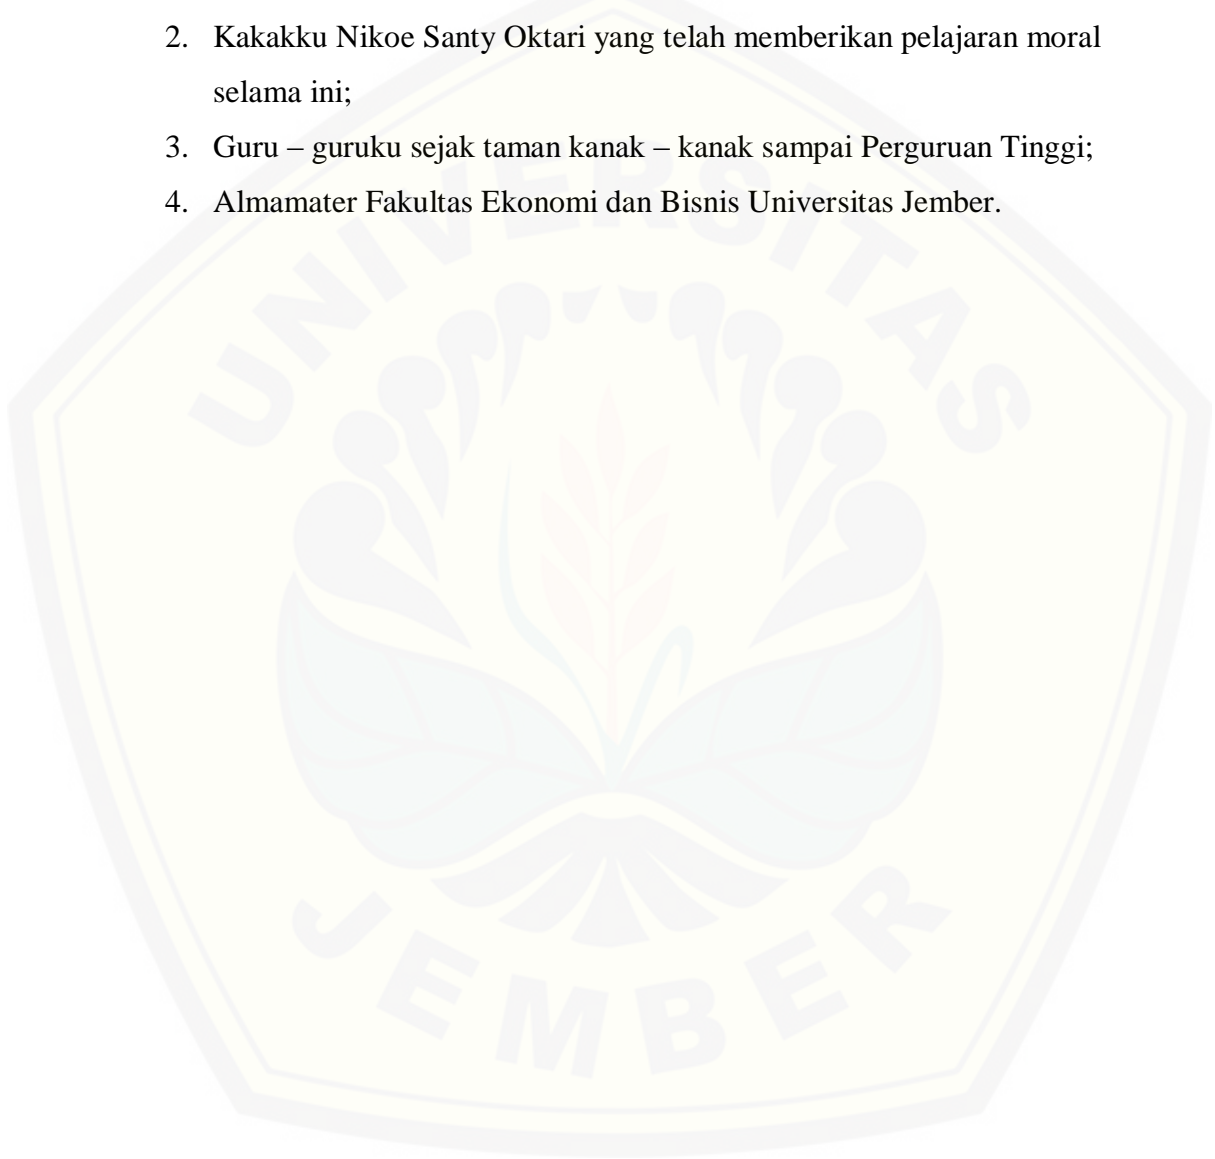 2. Kakakku Nikoe Santy Oktari yang telah memberikan pelajaran moral
selama ini;
3. Guru – guruku sejak taman kanak – kanak sampai Perguruan Tinggi;
4. Almamater Fakultas Ekonomi dan Bisnis Universitas Jember.
UNIVERSITAS
JEMBER